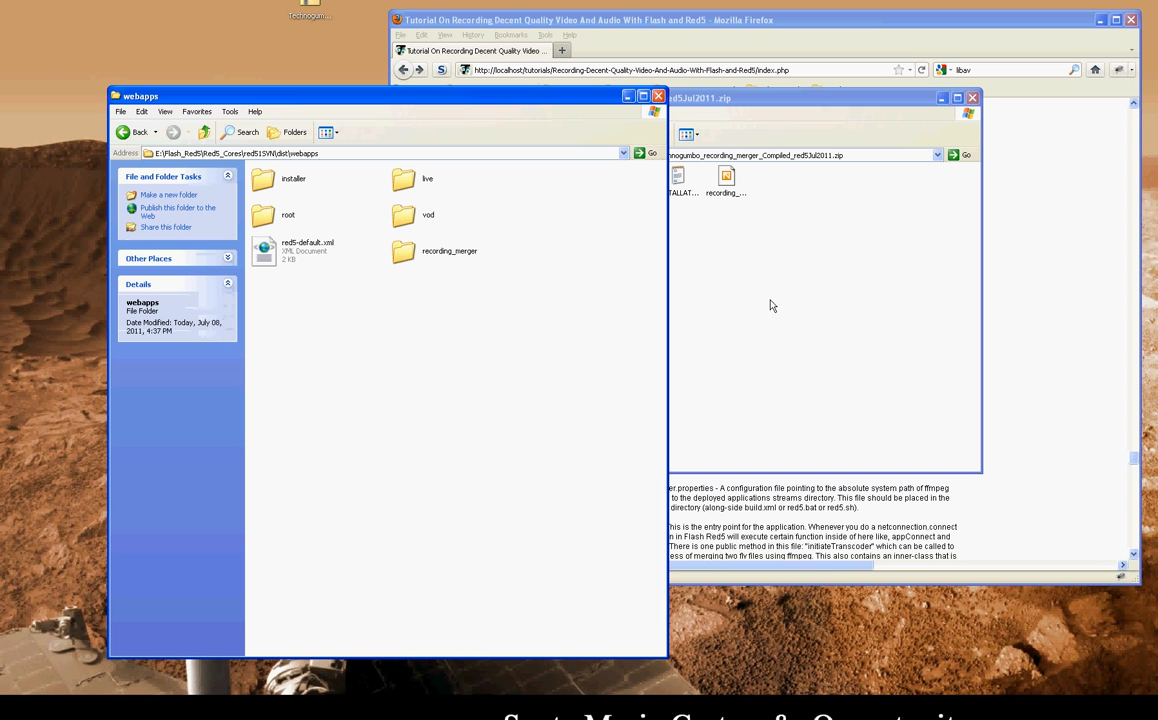 Technogum...
Tutorial On Recording Decent Quality Video And Audio With Flash and Red5 - Mozilla Firefox
File Edit View History Bookmarks Tools Help
Tutorial On Recording Decent Quality Video ...
http://localhost/tutorials/Recording-Decent-Quality-Video-And-Audio-With-Flash-and-Red5/index.php
libav
webapps
ed5Jul2011.zip
File Edit View Favorites Tools Help
Back Search Folders
Address E:\Flash_Red5\Red5_Cores\red51SVN\dist\webapps Go
hnogumbo_recording_merger_Compiled_red5Jul2011.zip Go
File and Folder Tasks
Make a new folder
Publish this folder to the
Web
Share this folder
Other Places
Details
webapps
File Folder
Date Modified: Today, July 08,
2011, 4:37 PM
installer
live
root
vod
red5-default.xml
XML Document
2 KB
recording_merger
TALLAT... recording_...
er.properties - A configuration file pointing to the absolute system path of ffmpeg
to the deployed applications streams directory. This file should be placed in the
directory (along-side build.xml or red5.bat or red5.sh).
This is the entry point for the application. Whenever you do a netconnection.connect
n in Flash Red5 will execute certain function inside of here like, appConnect and
There is one public method in this file: "initiateTranscoder" which can be called to
ess of merging two flv files using ffmpeg. This also contains an inner-class that is